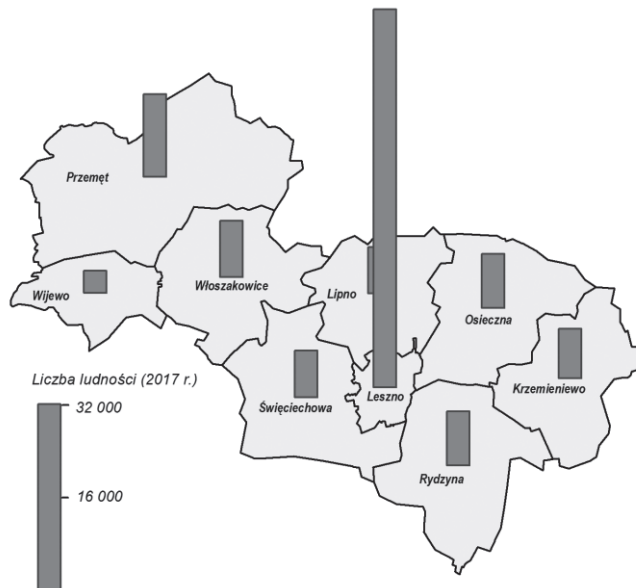 Przemęt
Włoszakowice
Wijewo
Lipno
Osieczna
Liczba ludności (2017 r.)
Święciechowa
Leszno
Krzemieniewo
32 000
Rydzyna
16 000